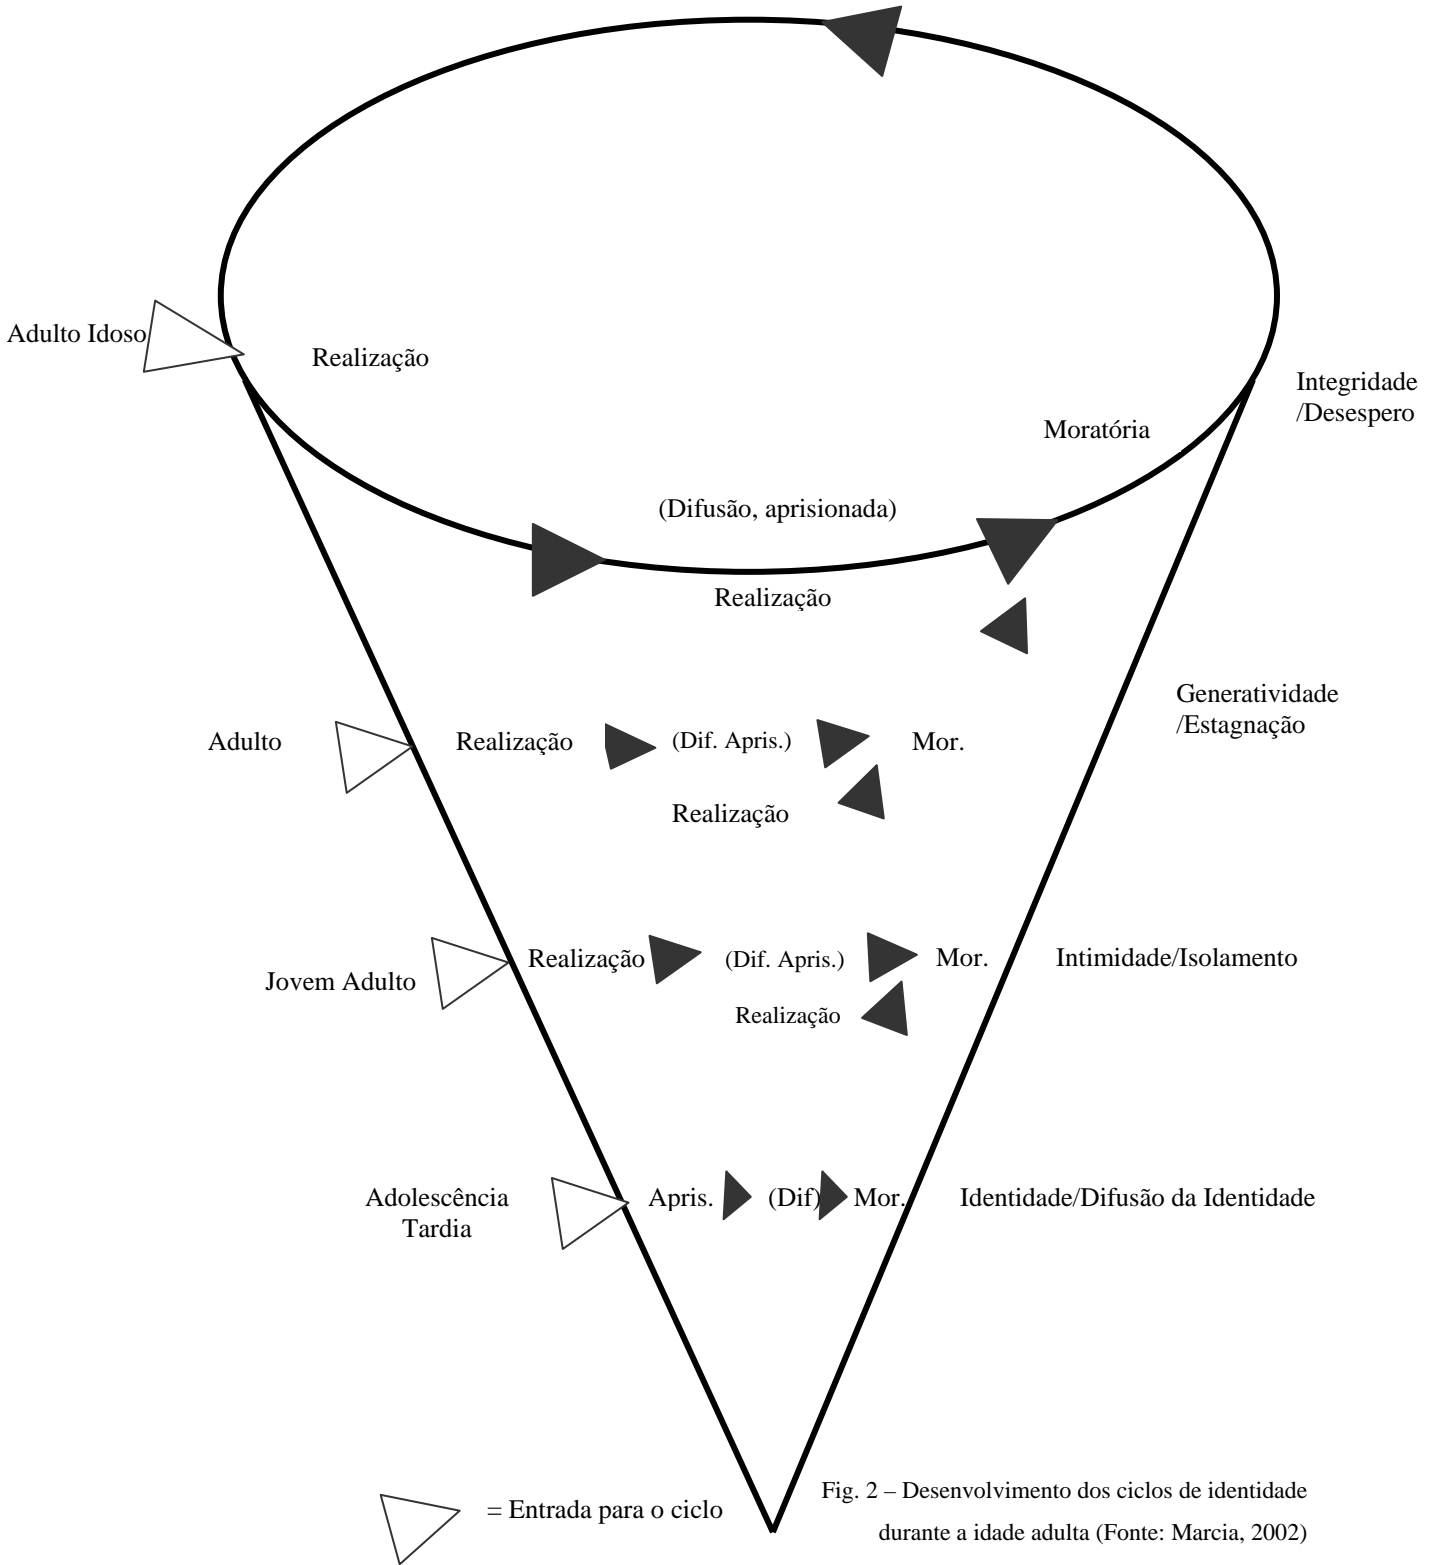 Adulto Idoso
Realização
Integridade
/Desespero
Moratória
(Difusão, aprisionada)
Realização
Generatividade
/Estagnação
Adulto
Realização
(Dif. Apris.)
Mor.
Realização
Jovem Adulto
Realização
(Dif. Apris.)
Mor.
Intimidade/Isolamento
Realização
Adolescência
Tardia
Apris.
(Dif)
Mor.
Identidade/Difusão da Identidade
= Entrada para o ciclo
Fig. 2 – Desenvolvimento dos ciclos de identidade
durante a idade adulta (Fonte: Marcia, 2002)